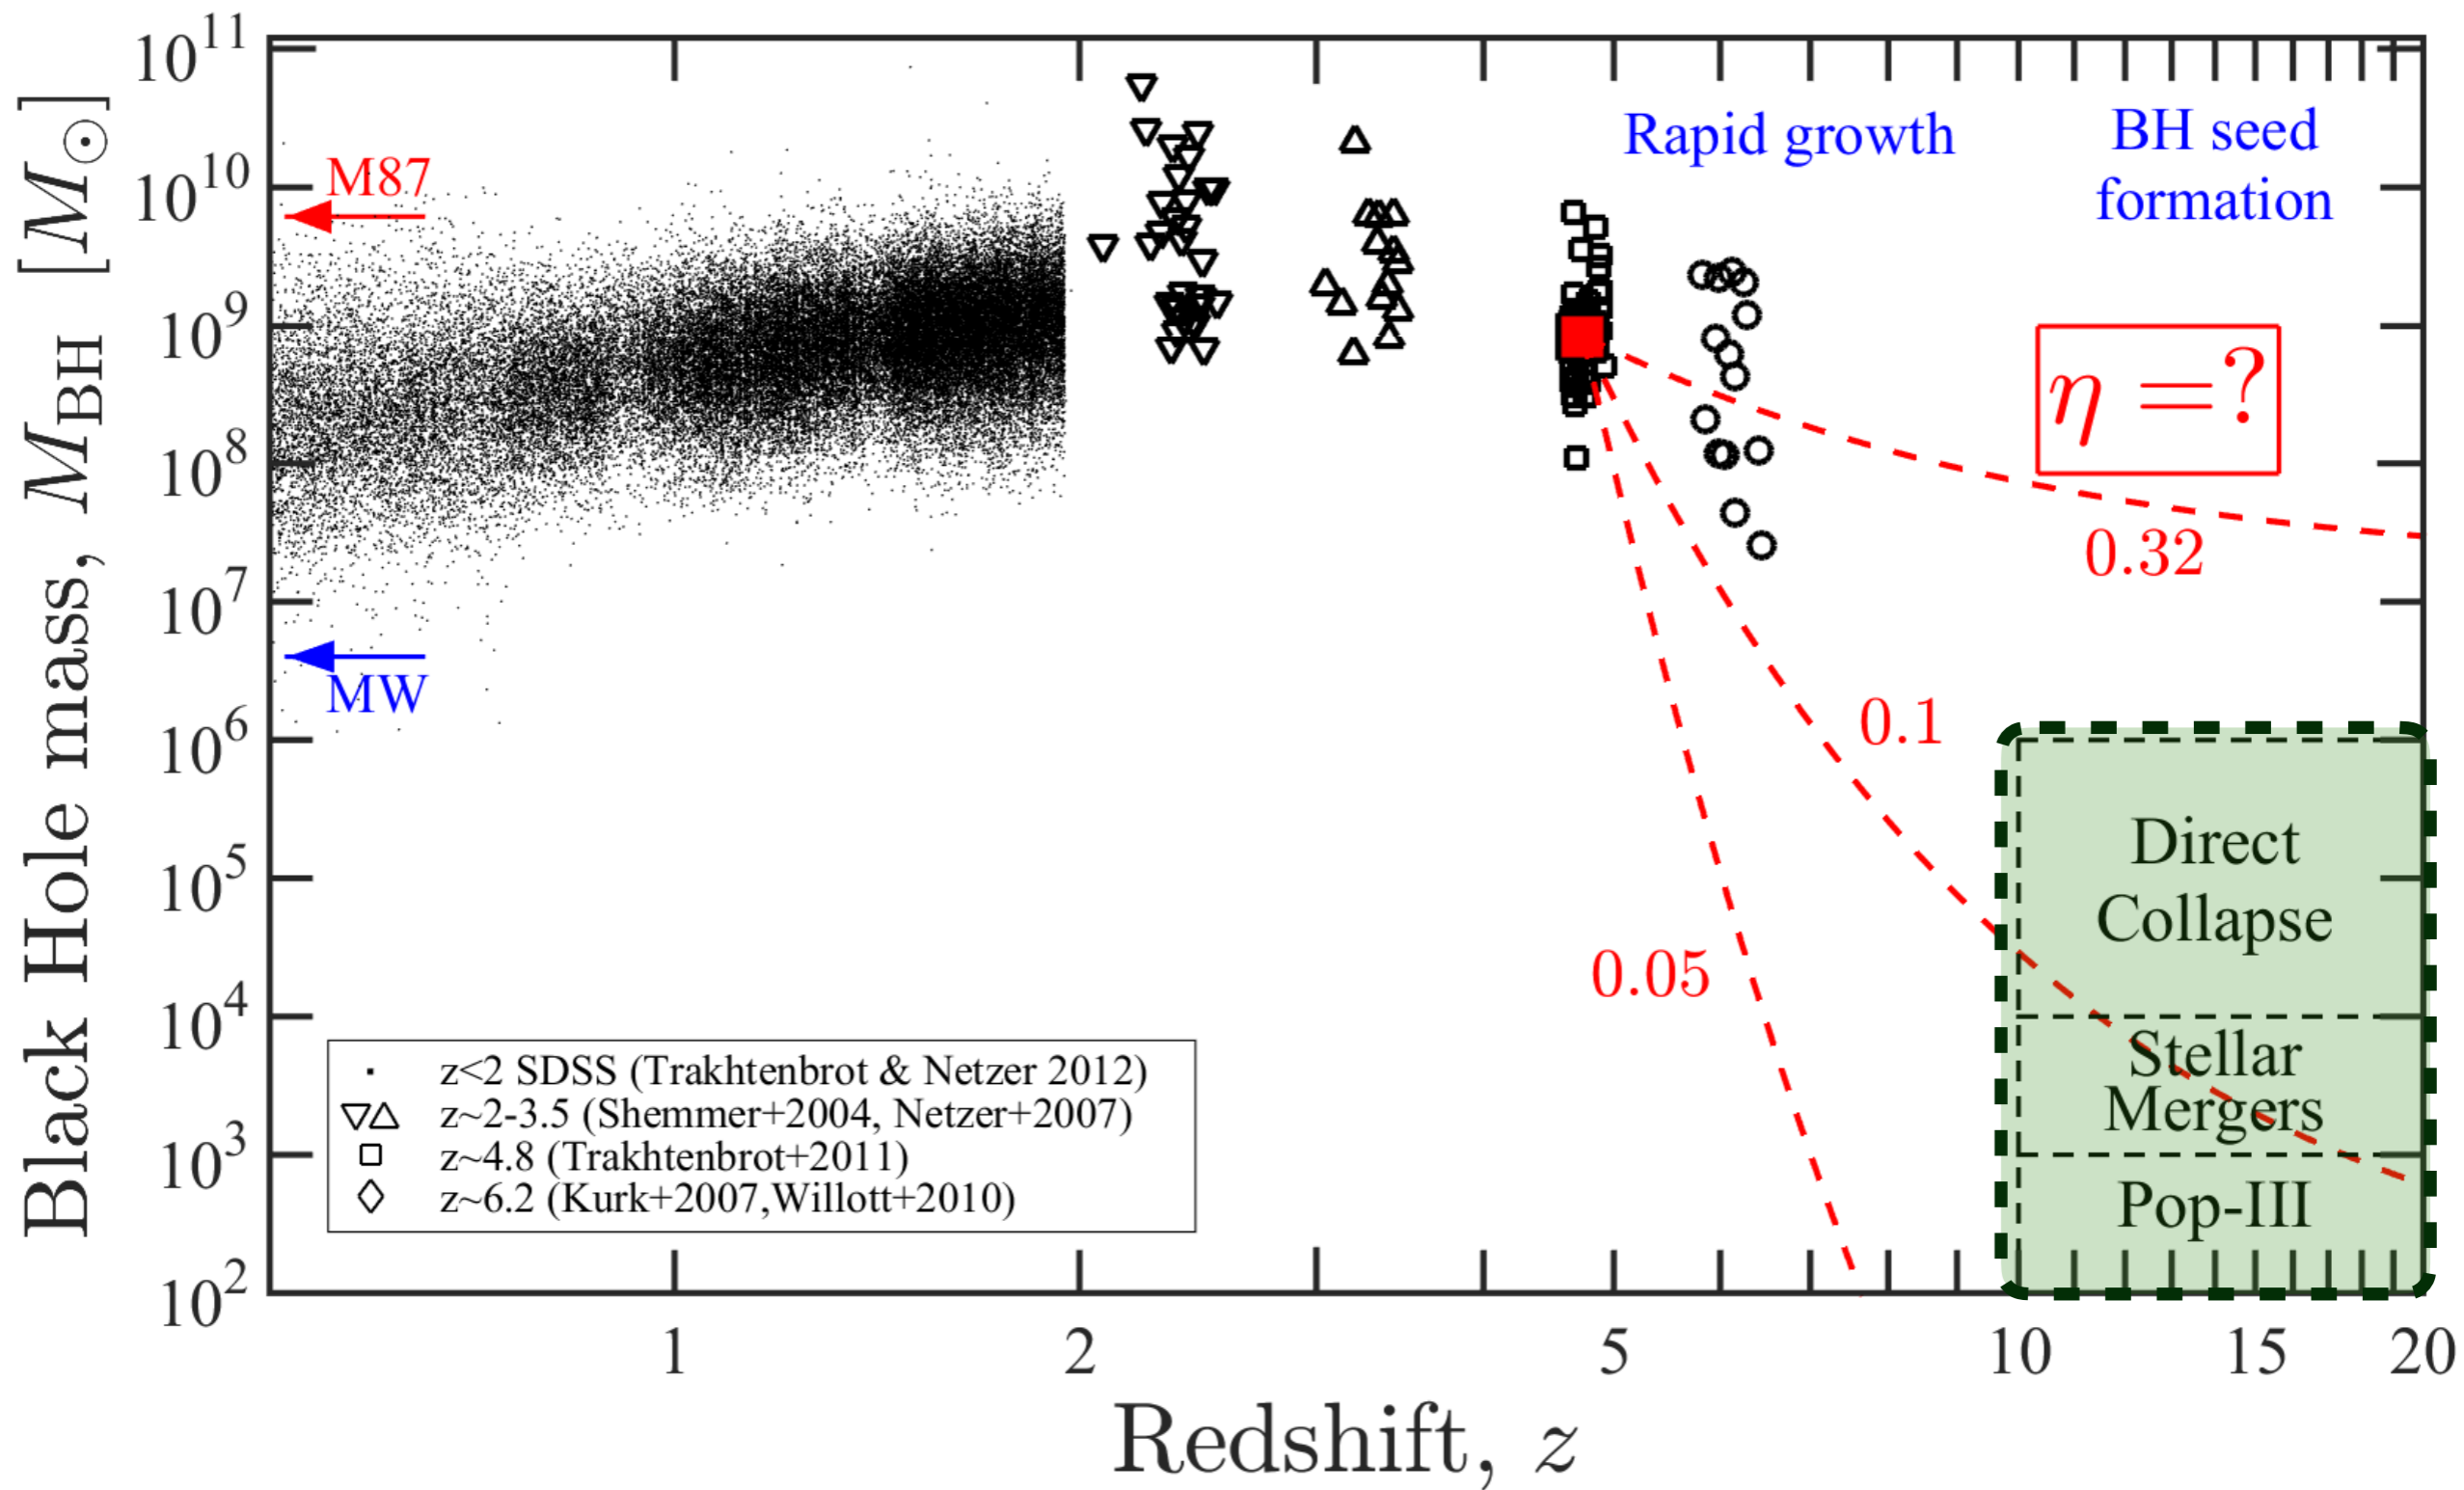 Black Hole mass, M_BH [M_⊙]
10^11
10^10
10^9
10^8
10^7
10^6
10^5
10^4
10^3
10^2
M87
MW
Rapid growth
BH seed
formation
η =?
0.32
0.1
0.05
Direct
Collapse
Stellar
Mergers
Pop-III
z<2 SDSS (Trakhtenbrot & Netzer 2012)
z~2-3.5 (Shemmer+2004, Netzer+2007)
z~4.8 (Trakhtenbrot+2011)
z~6.2 (Kurk+2007,Willott+2010)
1 2 5 10 15 20
Redshift, z